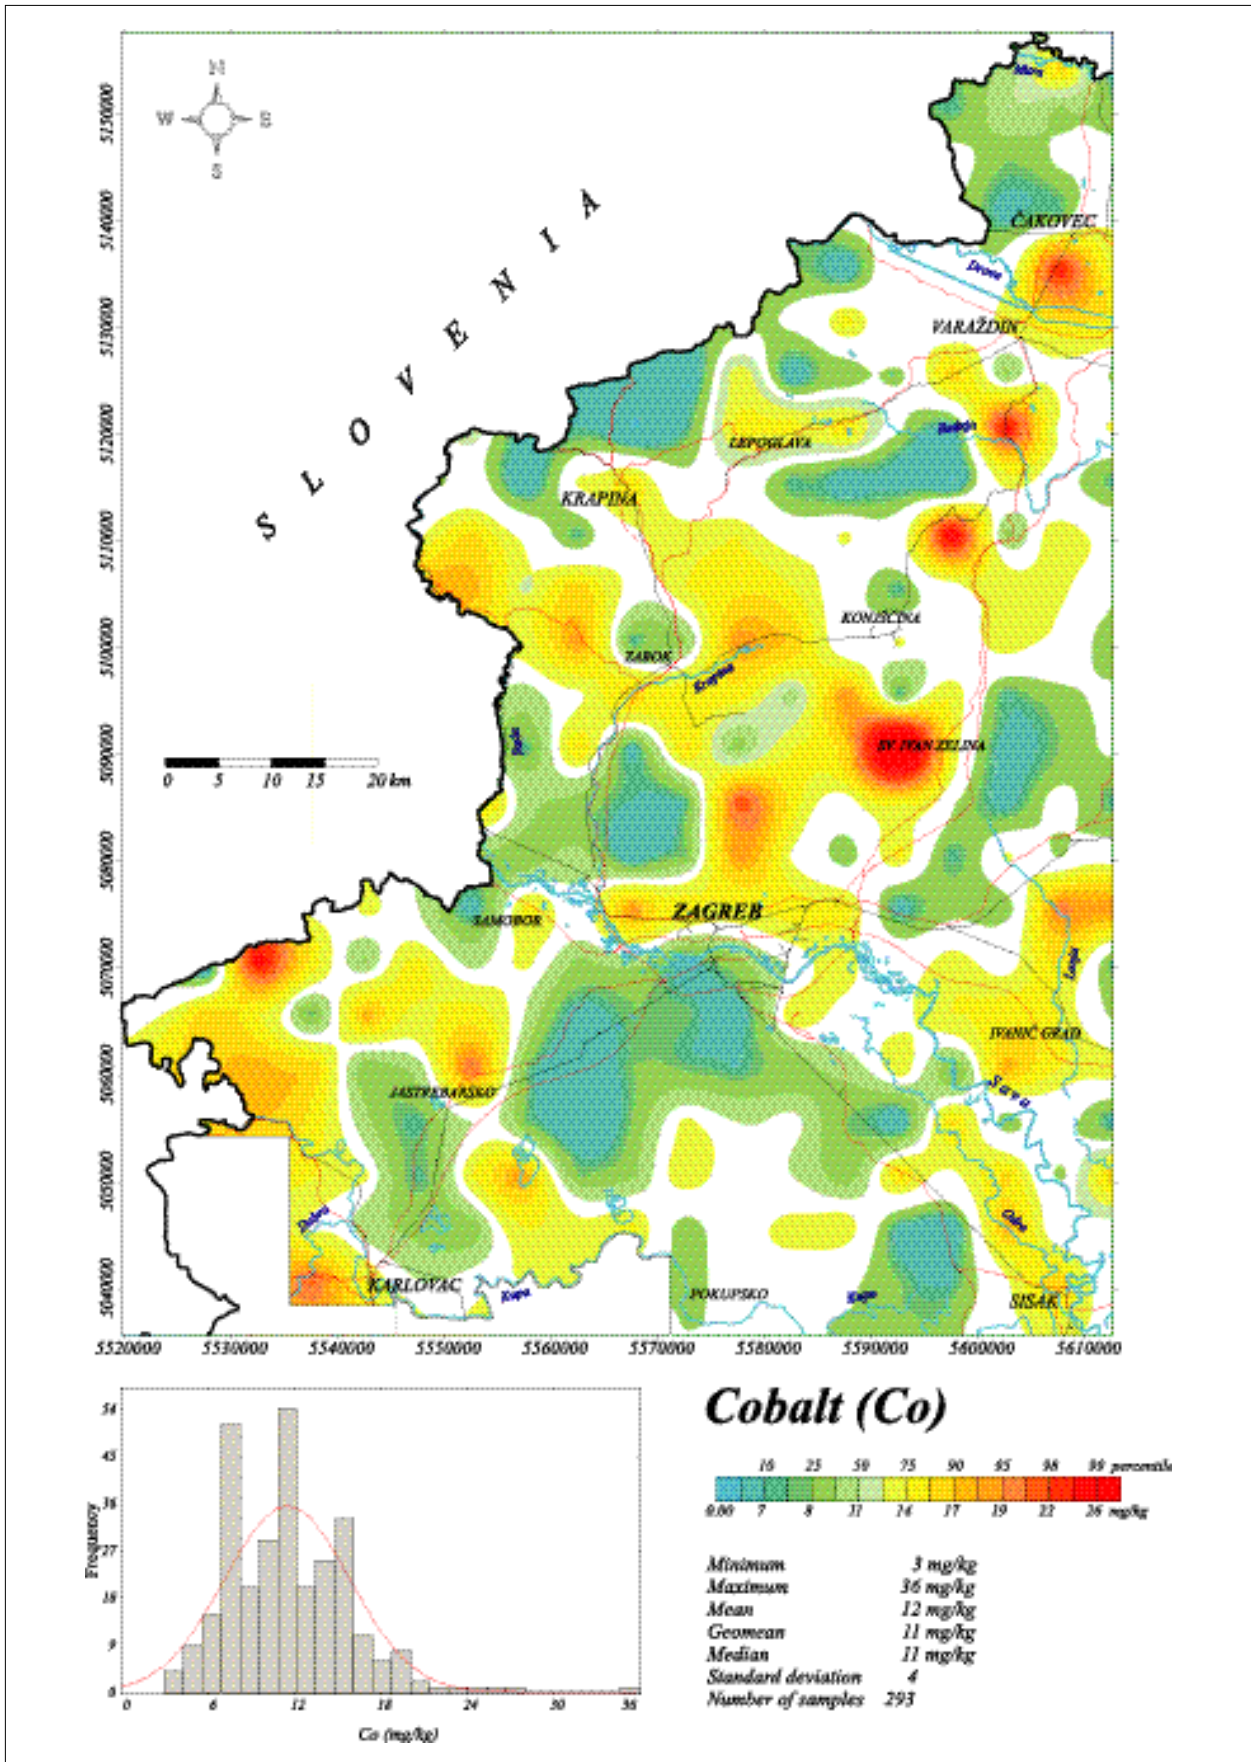 N
W E
S
SLOVENIA
5150000
5140000
5130000
5120000
5110000
5100000
5090000
5080000
5070000
5060000
5050000
5040000
Mura
ČAKOVEC
Drava
VARAŽDIN
LEPOGLAVA
Bednja
KRAPINA
KONJŠČINA
ZABOK
Krapina
SV. IVAN ZELINA
Sutla
0 5 10 15 20 km
SAMOBOR
ZAGREB
Lonja
IVANIĆ GRAD
JASTREBARSKO
Sava
Dobra
Odra
KARLOVAC
Kupa
POKUPSKO
Kupa
SISAK
5520000 5530000 5540000 5550000 5560000 5570000 5580000 5590000 5600000 5610000
Cobalt (Co)
10 25 50 75 90 95 98 99 percentile
0.00 7 8 11 14 17 19 22 26 mg/kg
Minimum 3 mg/kg
Maximum 36 mg/kg
Mean 12 mg/kg
Geomean 11 mg/kg
Median 11 mg/kg
Standard deviation 4
Number of samples 293
Frequency
54
45
36
27
18
9
0
0 6 12 18 24 30 36
Co (mg/kg)